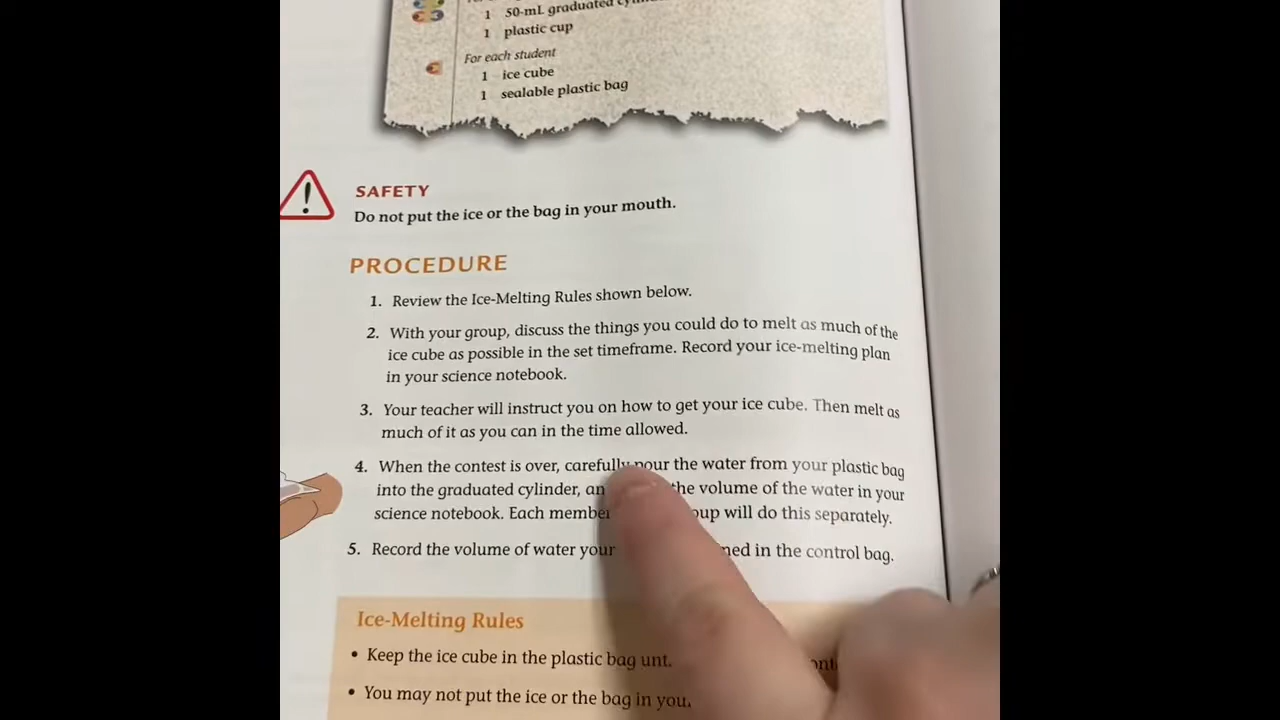 1 50-mL graduated
1 plastic cup
For each student
1 ice cube
1 sealable plastic bag
SAFETY
Do not put the ice or the bag in your mouth.
PROCEDURE
1. Review the Ice-Melting Rules shown below.
2. With your group, discuss the things you could do to melt as much of the
ice cube as possible in the set timeframe. Record your ice-melting plan
in your science notebook.
3. Your teacher will instruct you on how to get your ice cube. Then melt as
much of it as you can in the time allowed.
4. When the contest is over, carefully pour the water from your plastic bag
into the graduated cylinder, the volume of the water in your
science notebook. Each will do this separately.
5. Record the volume of water your in the control bag.
Ice-Melting Rules
• Keep the ice cube in the plastic bag
• You may not put the ice or the bag in